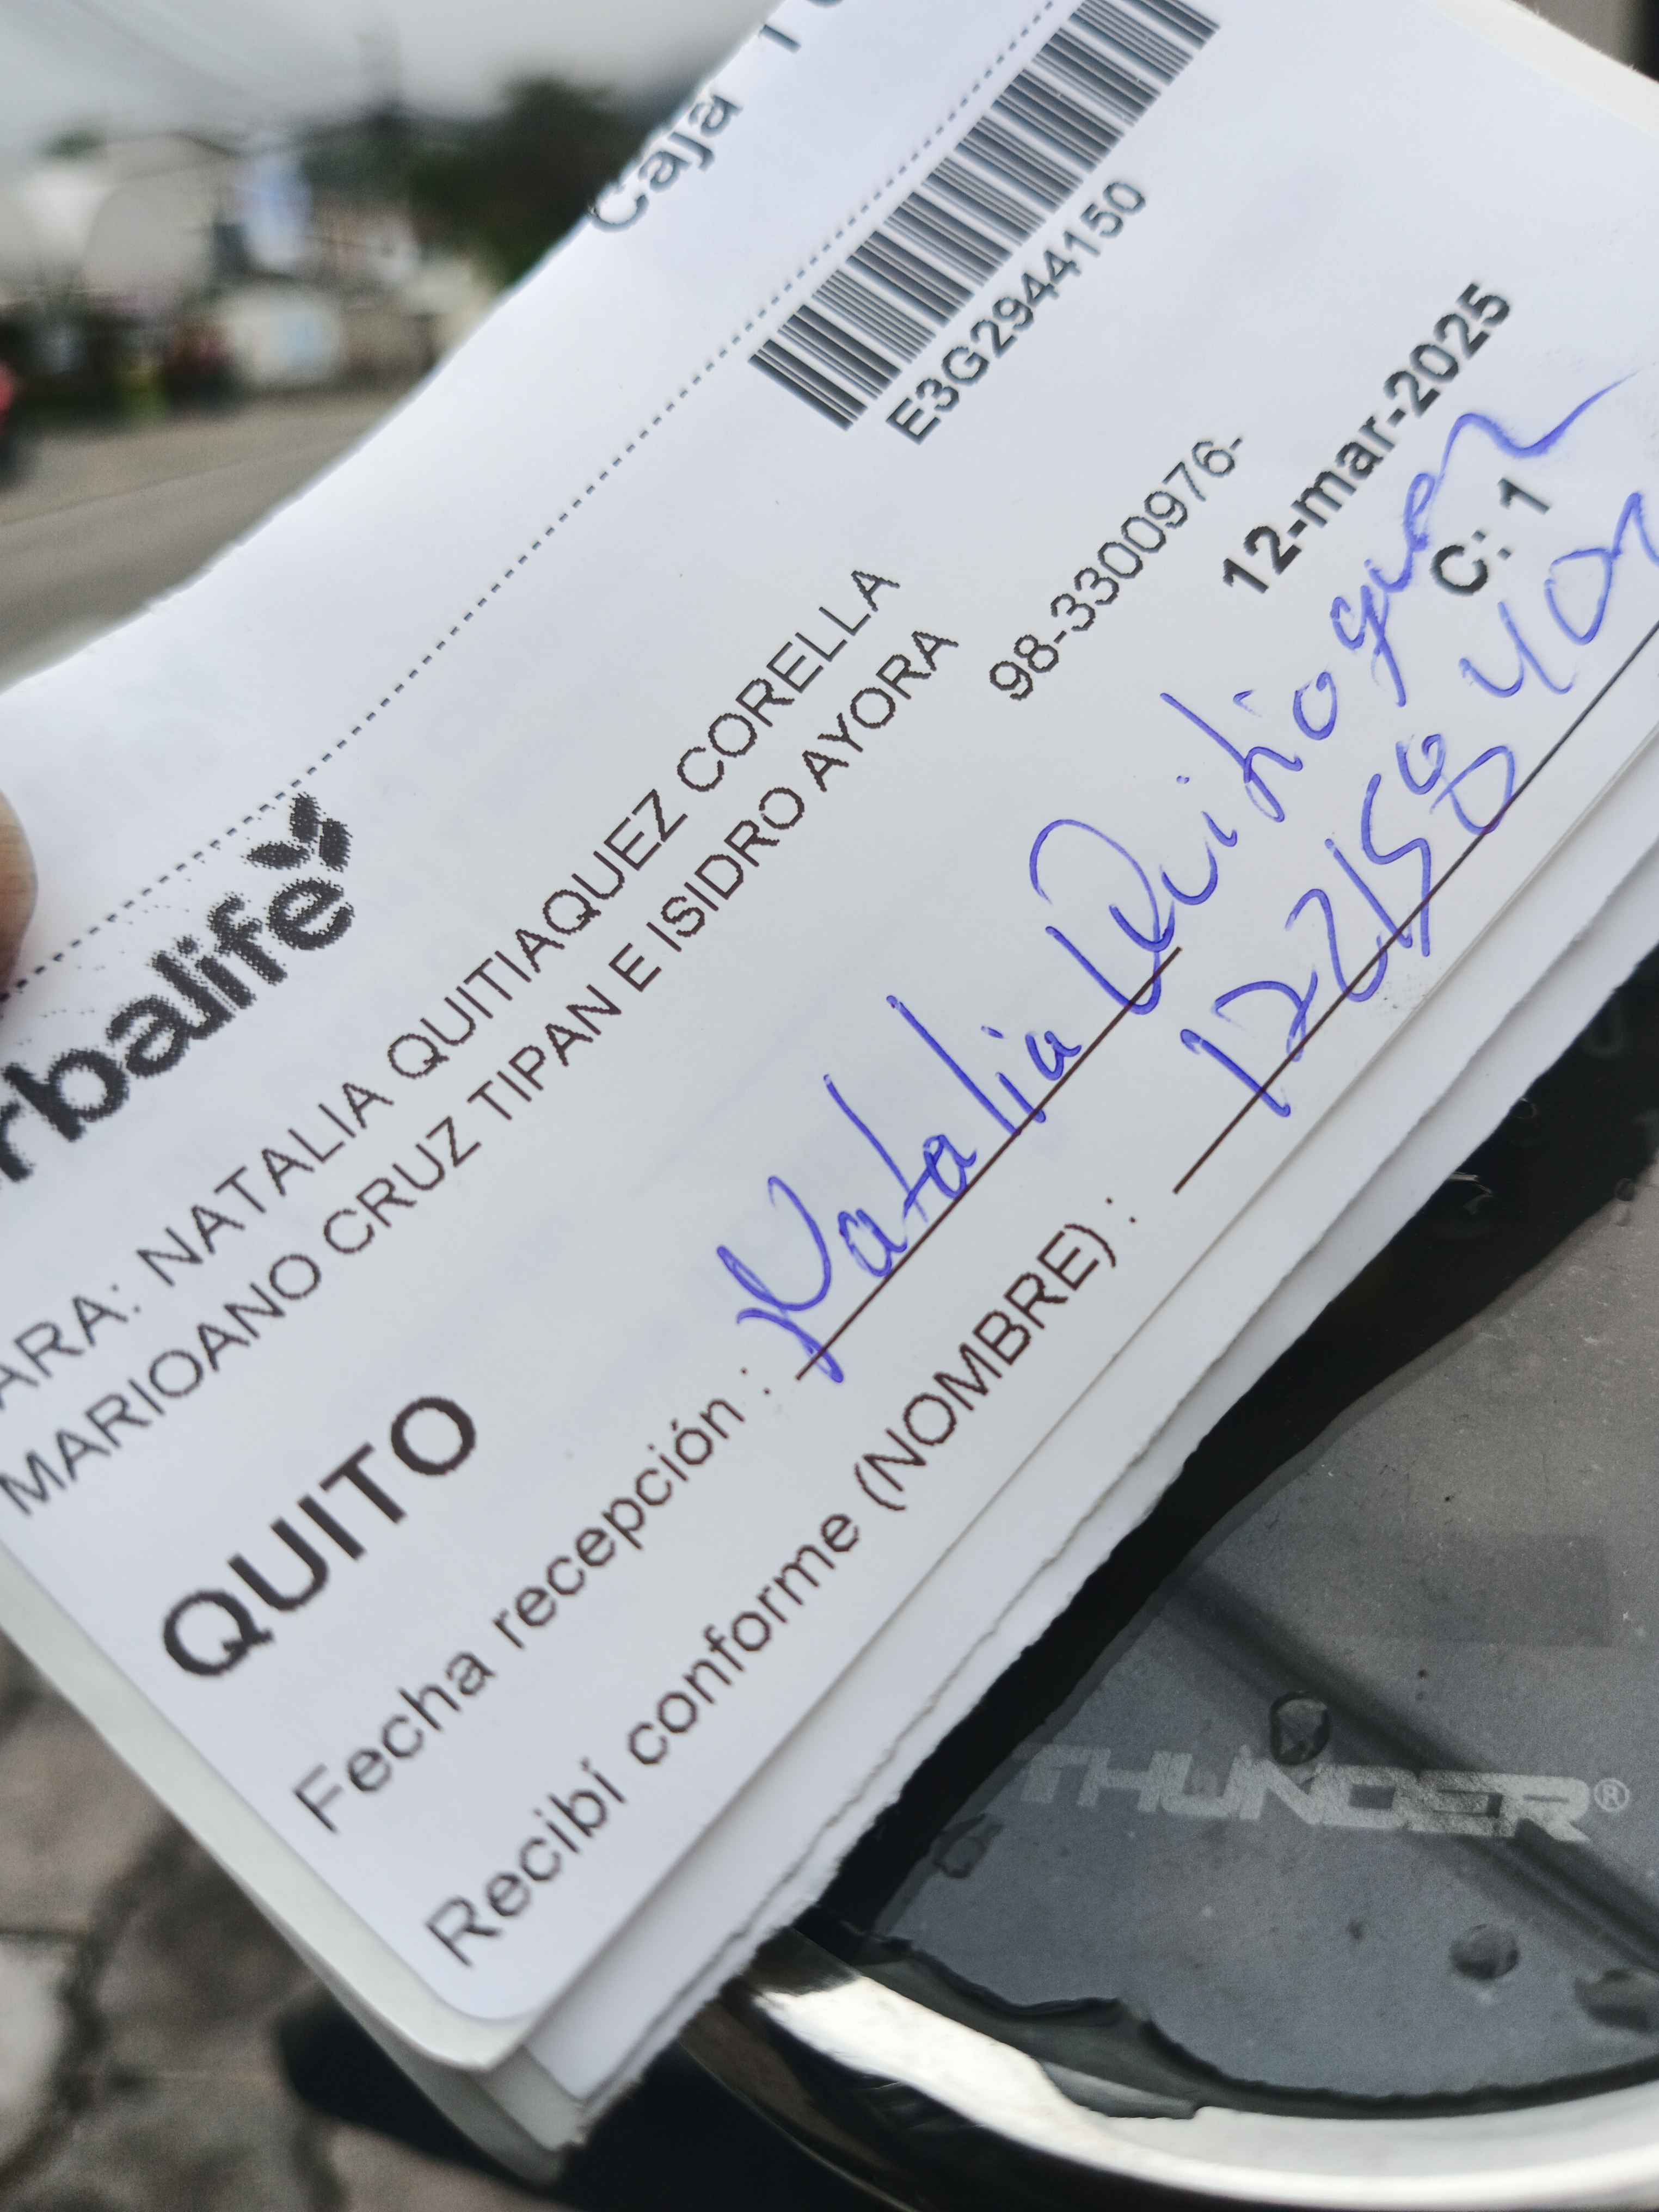 Caja 1
E3G2944150
rbalife
ARA: NATALIA QUITIAQUEZ CORELLA
MARIOANO CRUZ TIPAN E ISIDRO AYORA
98-3300976-
QUITO
12-mar-2025
C: 1
Fecha recepción : Natalia Quitiaquez
Recibí conforme (NOMBRE) :
THUNDER®